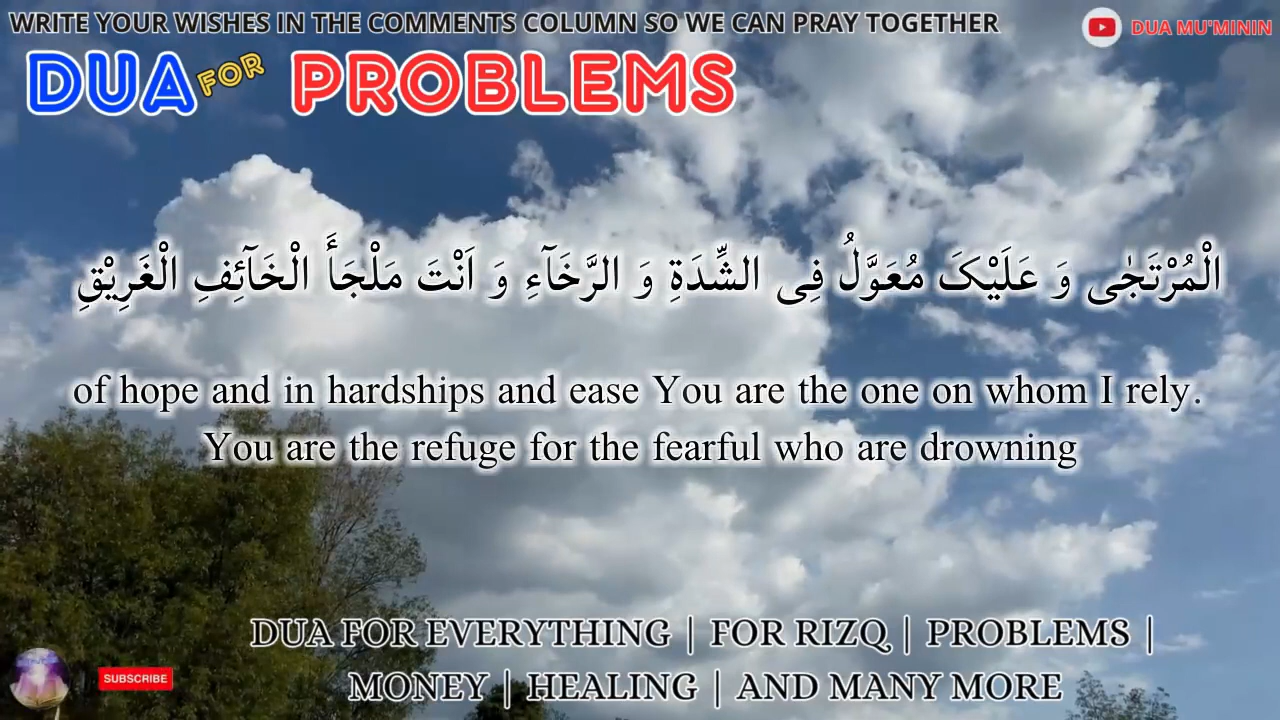 WRITE YOUR WISHES IN THE COMMENTS COLUMN SO WE CAN PRAY TOGETHER
DUA MU'MININ
DUA FOR PROBLEMS
الْمُرْتَجٰی وَ عَلَیْکَ مُعَوَّلُ فِی الشِّدَةِ وَ الرَّخَآءِ وَ اَنْتَ مَلْجَأَ الْخَآئِفِ الْغَرِیْقِ
of hope and in hardships and ease You are the one on whom I rely.
You are the refuge for the fearful who are drowning
DUA FOR EVERYTHING | FOR RIZQ | PROBLEMS |
MONEY | HEALING | AND MANY MORE
SUBSCRIBE